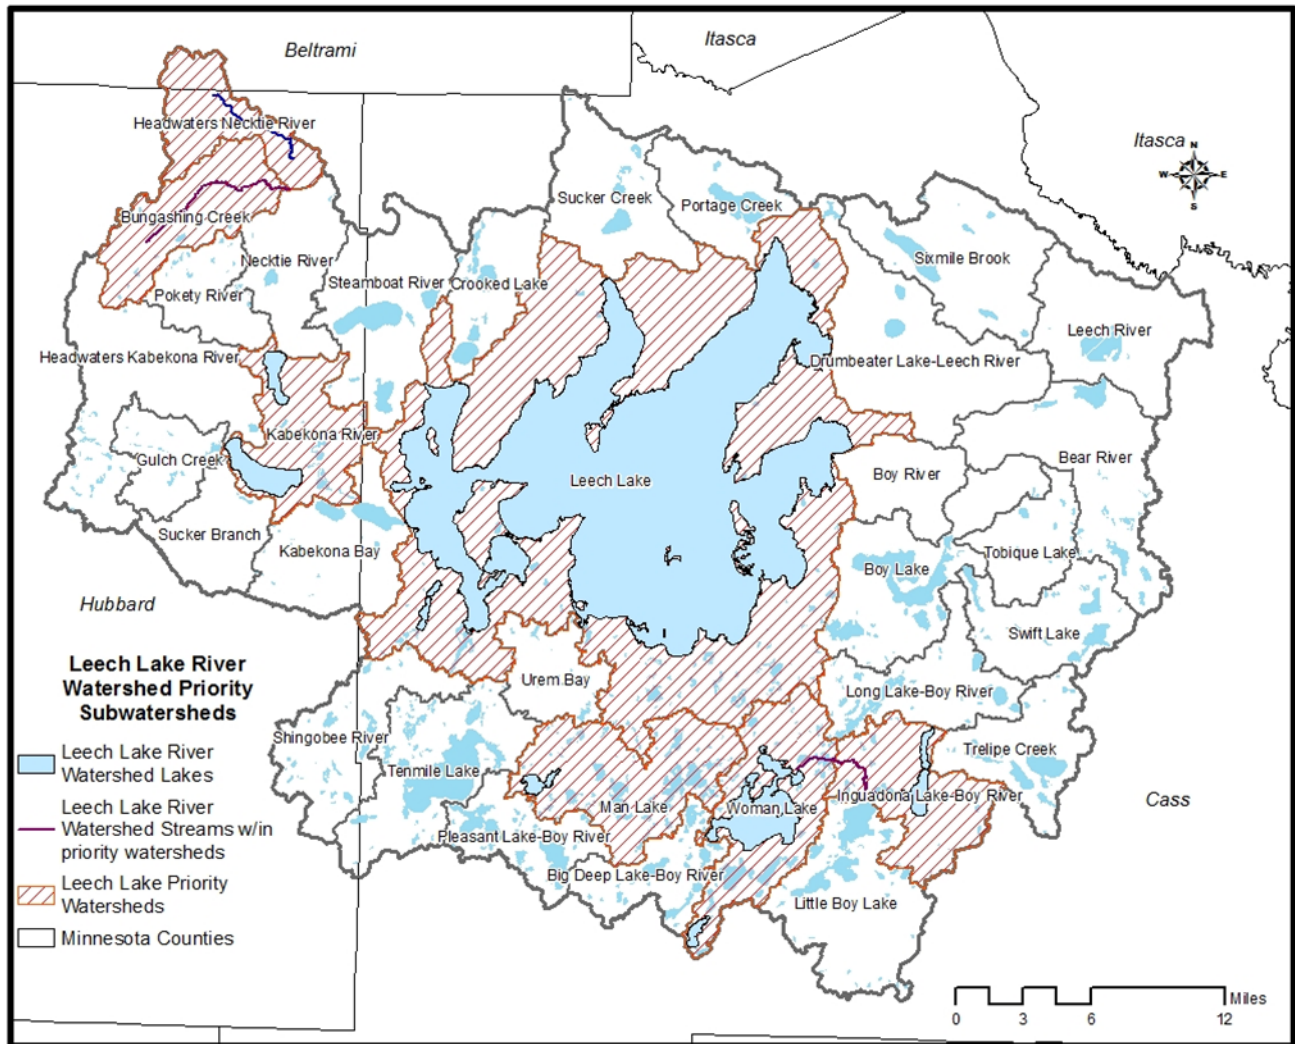 Beltrami
Itasca
Itasca
N
W E
S
Headwaters Necktie River
Bungashing Creek
Sucker Creek
Portage Creek
Necktie River
Sixmile Brook
Steamboat River
Crooked Lake
Pokety River
Leech River
Headwaters Kabekona River
Drumbeater Lake-Leech River
Kabekona River
Gulch Creek
Bear River
Leech Lake
Boy River
Sucker Branch
Kabekona Bay
Tobique Lake
Boy Lake
Hubbard
Swift Lake
Urem Bay
Long Lake-Boy River
Shingobee River
Trelipe Creek
Tenmile Lake
Man Lake
Woman Lake
Inguadona Lake-Boy River
Cass
Pleasant Lake-Boy River
Big Deep Lake-Boy River
Little Boy Lake
Leech Lake River
Watershed Priority
Subwatersheds
Leech Lake River
Watershed Lakes
Leech Lake River
Watershed Streams w/in
priority watersheds
Leech Lake Priority
Watersheds
Minnesota Counties
Miles
0 3 6 12